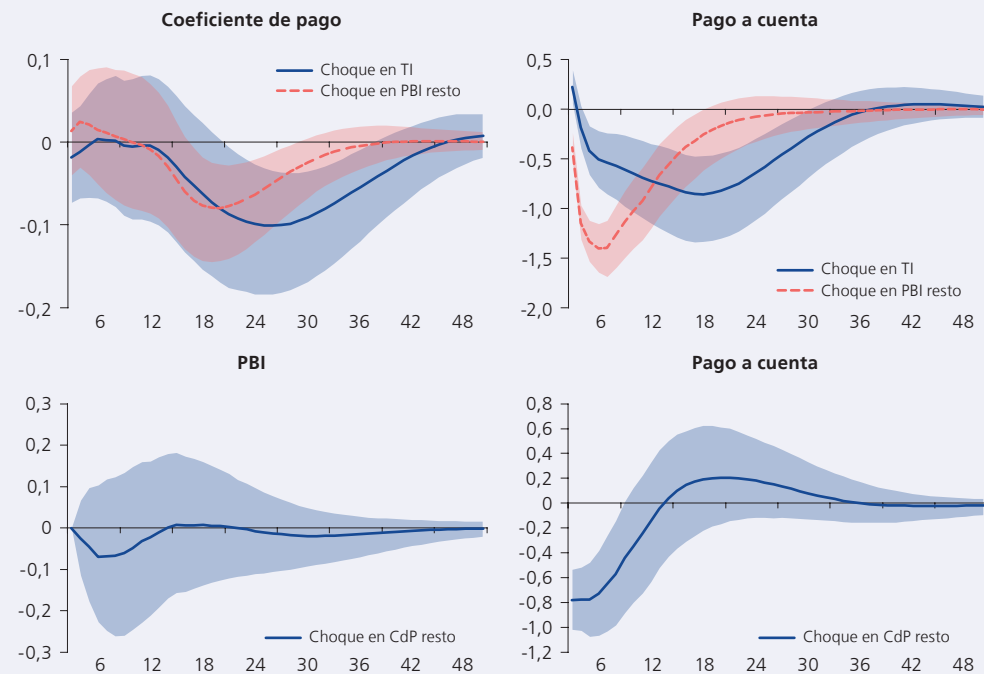 Coeficiente de pago
0,1
0
-0,1
-0,2
Choque en TI
Choque en PBI resto
6 12 18 24 30 36 42 48
Pago a cuenta
0,5
0,0
-0,5
-1,0
-1,5
-2,0
Choque en TI
Choque en PBI resto
6 12 18 24 30 36 42 48
PBI
0,3
0,2
0,1
0
-0,1
-0,2
-0,3
Choque en CdP resto
6 12 18 24 30 36 42 48
Pago a cuenta
0,8
0,6
0,4
0,2
0
-0,2
-0,4
-0,6
-0,8
-1,0
-1,2
Choque en CdP resto
6 12 18 24 30 36 42 48